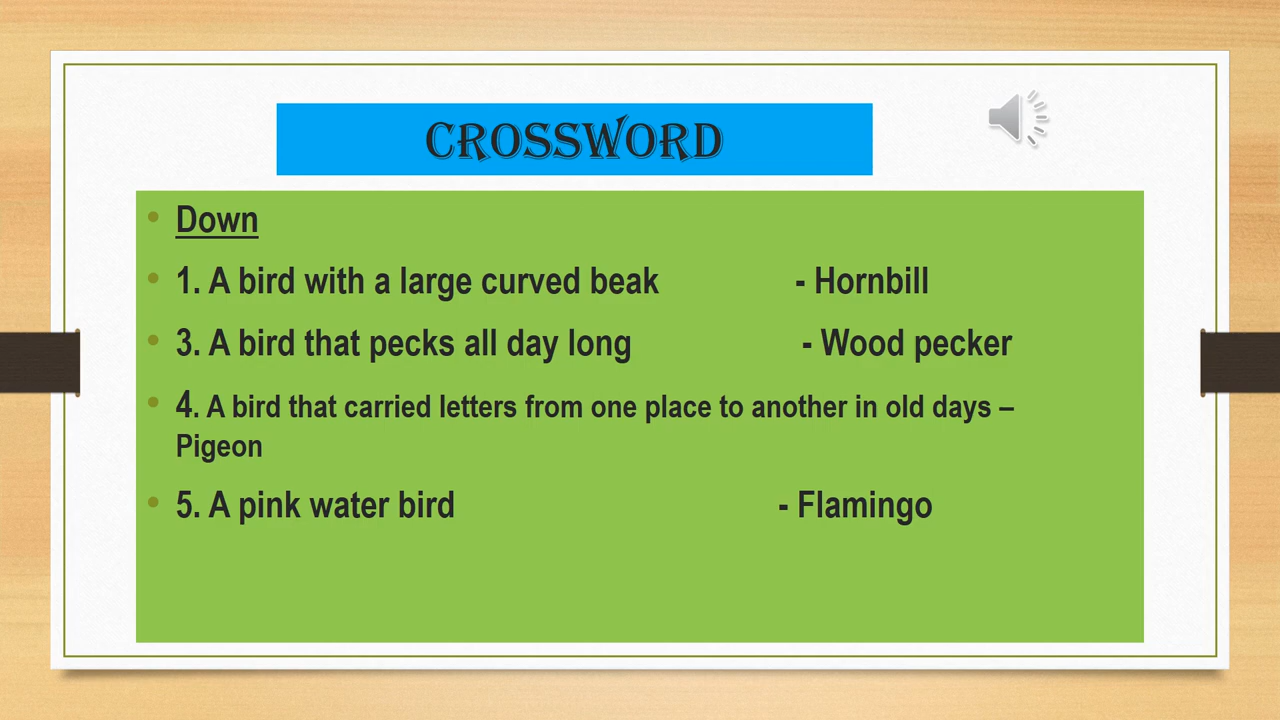 CROSSWORD
• Down
• 1. A bird with a large curved beak - Hornbill
• 3. A bird that pecks all day long - Wood pecker
• 4. A bird that carried letters from one place to another in old days –
Pigeon
• 5. A pink water bird - Flamingo